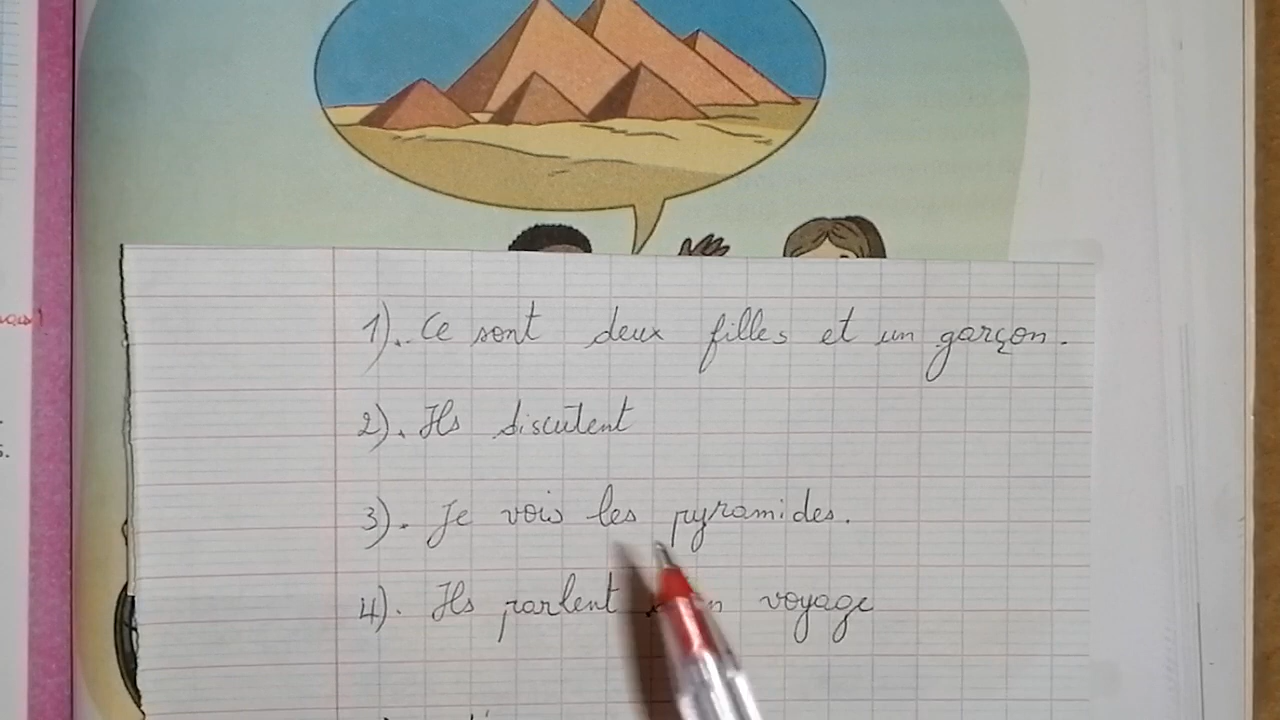 1). Ce sont deux filles et un garçon.
2). Ils discutent
3). Je vois les pyramides.
4). Ils parlent voyage